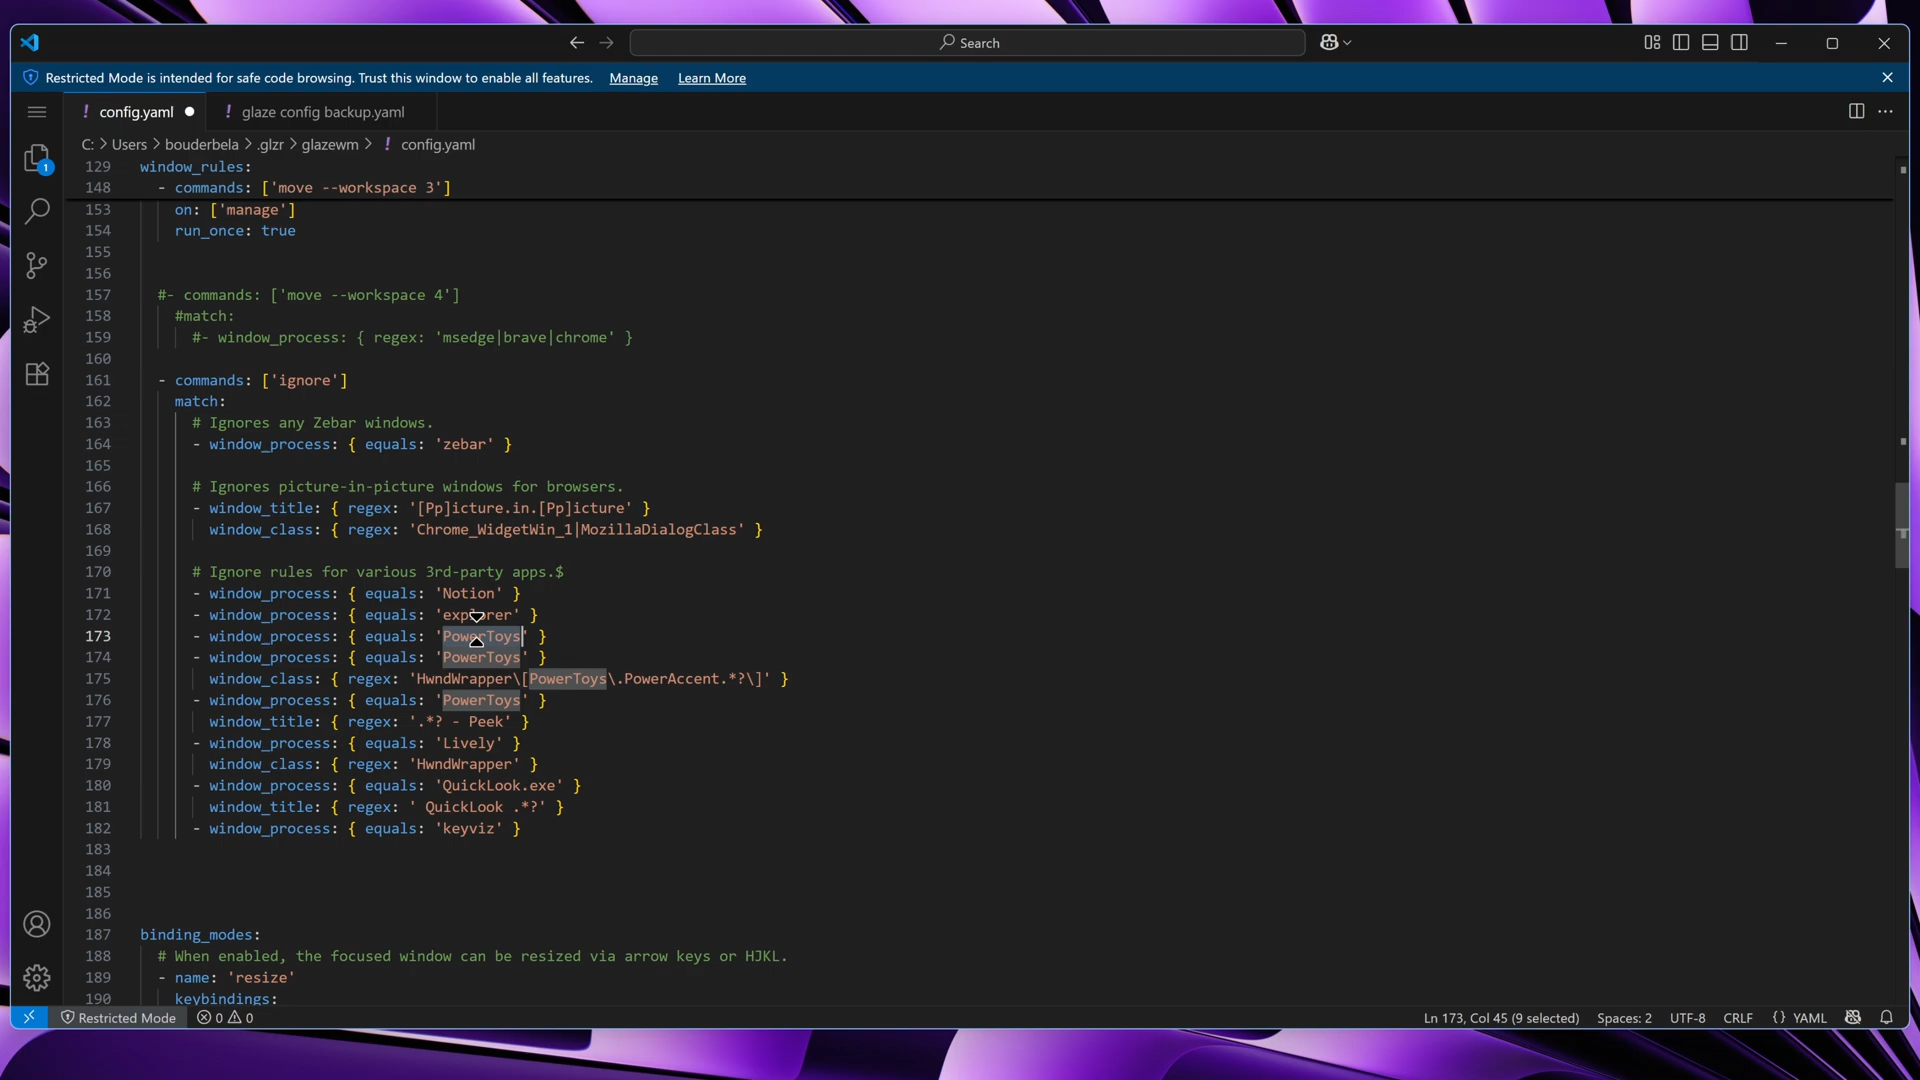 Search
Restricted Mode is intended for safe code browsing. Trust this window to enable all features. Manage Learn More
! config.yaml ! glaze config backup.yaml
C: > Users > bouderbela > .glzr > glazewm > ! config.yaml
129 window_rules:
148 - commands: ['move --workspace 3']
153 on: ['manage']
154 run_once: true
155
156
157 #- commands: ['move --workspace 4']
158 #match:
159 #- window_process: { regex: 'msedge|brave|chrome' }
160
161 - commands: ['ignore']
162 match:
163 # Ignores any Zebar windows.
164 - window_process: { equals: 'zebar' }
165
166 # Ignores picture-in-picture windows for browsers.
167 - window_title: { regex: '[Pp]icture.in.[Pp]icture' }
168 window_class: { regex: 'Chrome_WidgetWin_1|MozillaDialogClass' }
169
170 # Ignore rules for various 3rd-party apps.$
171 - window_process: { equals: 'Notion' }
172 - window_process: { equals: 'explorer' }
173 - window_process: { equals: 'PowerToys' }
174 - window_process: { equals: 'PowerToys' }
175 window_class: { regex: 'HwndWrapper\[PowerToys\.PowerAccent.*?\]' }
176 - window_process: { equals: 'PowerToys' }
177 window_title: { regex: '.*? - Peek' }
178 - window_process: { equals: 'Lively' }
179 window_class: { regex: 'HwndWrapper' }
180 - window_process: { equals: 'QuickLook.exe' }
181 window_title: { regex: ' QuickLook .*?' }
182 - window_process: { equals: 'keyviz' }
183
184
185
186
187 binding_modes:
188 # When enabled, the focused window can be resized via arrow keys or HJKL.
189 - name: 'resize'
190 keybindings:
1
Restricted Mode 0 0 Ln 173, Col 45 (9 selected) Spaces: 2 UTF-8 CRLF {} YAML